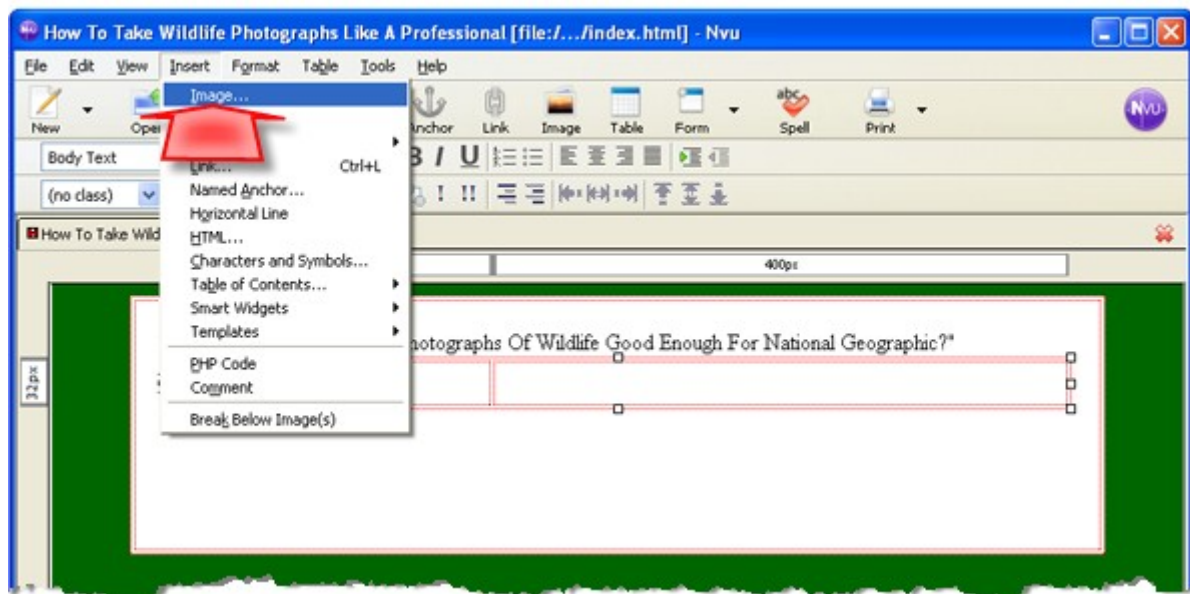 How To Take Wildlife Photographs Like A Professional [file:/.../index.html] - Nvu
File Edit View Insert Format Table Tools Help
Image...
New Open Anchor Link Image Table Form Spell Print
NVU
Body Text
B I U
Link... Ctrl+L
(no class)
! !!
Named Anchor...
Horizontal Line
How To Take Wild
HTML...
Characters and Symbols...
400px
Table of Contents...
Smart Widgets
Templates
hotographs Of Wildlife Good Enough For National Geographic?"
32px
PHP Code
Comment
Break Below Image(s)